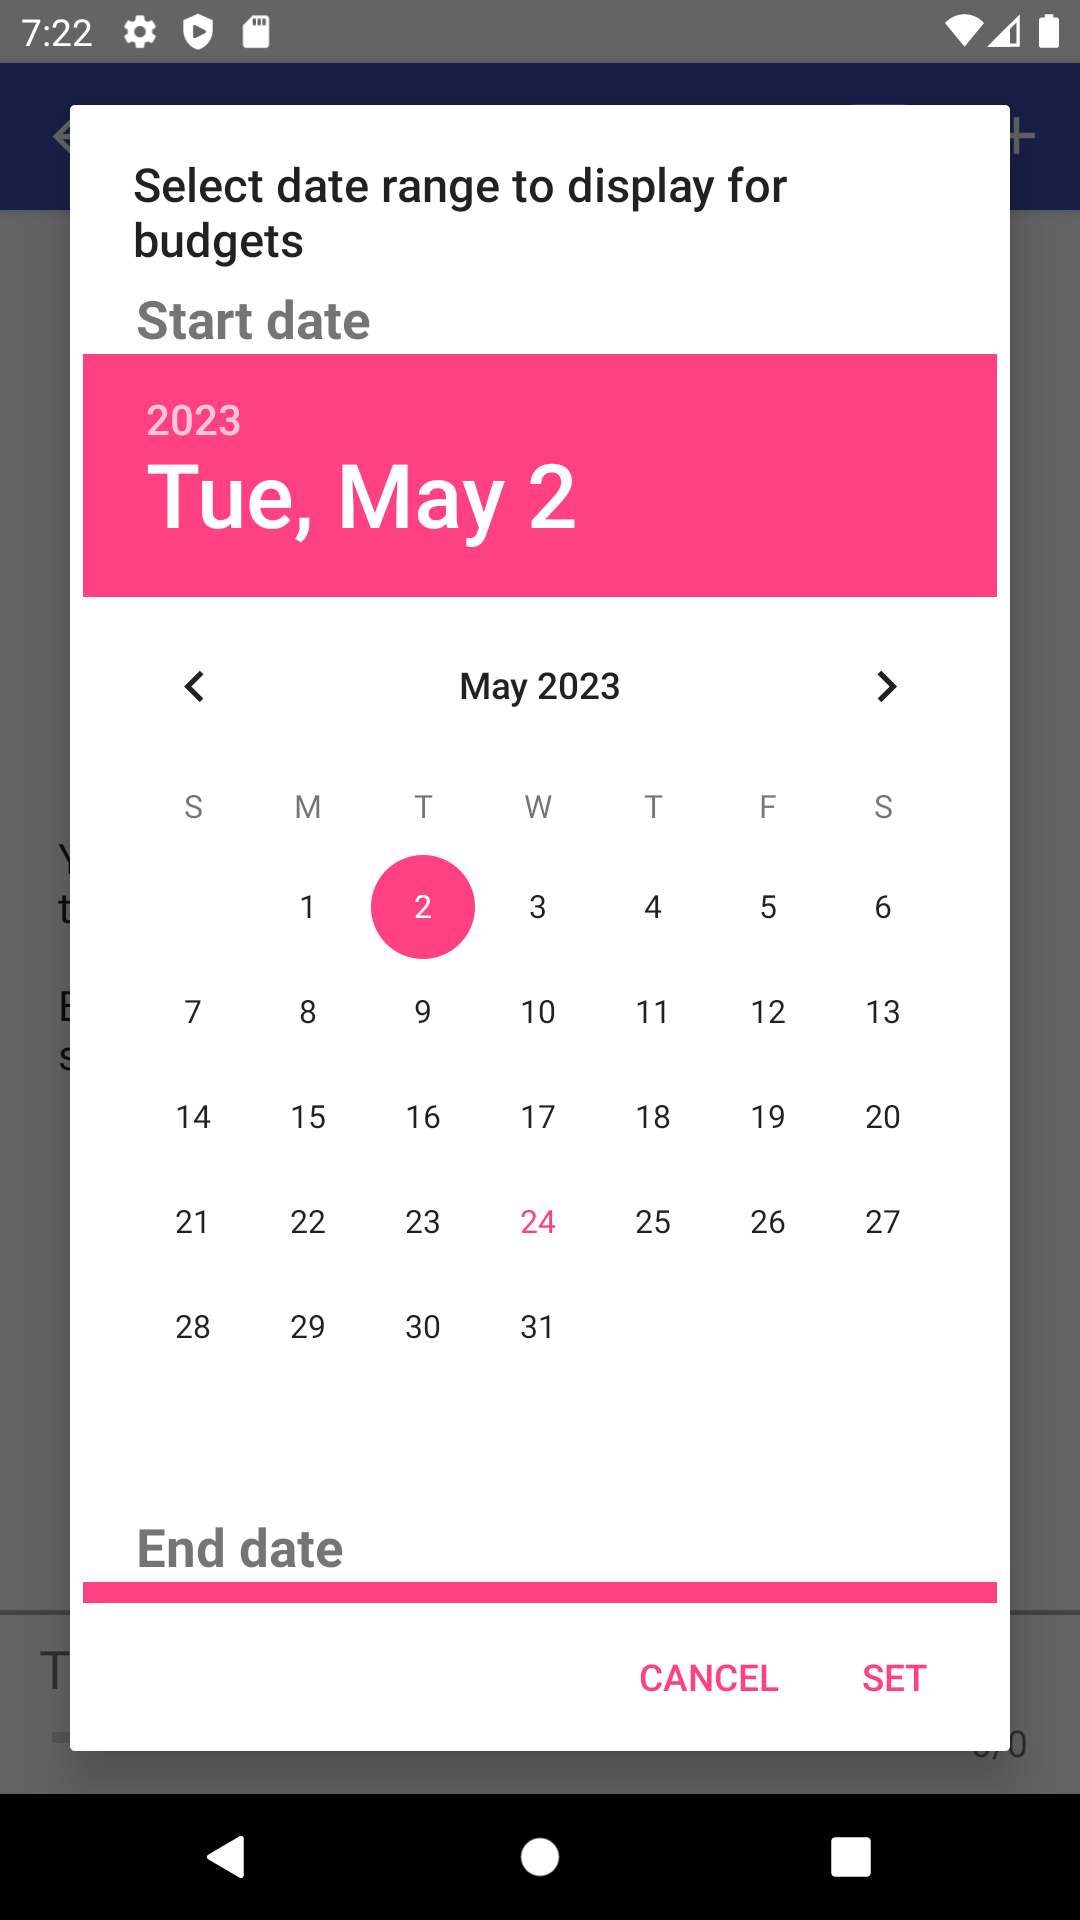 7:22
Select date range to display for
budgets
Start date
2023
Tue, May 2
May 2023
S M T W T F S
1 2 3 4 5 6
7 8 9 10 11 12 13
14 15 16 17 18 19 20
21 22 23 24 25 26 27
28 29 30 31
End date
CANCEL SET